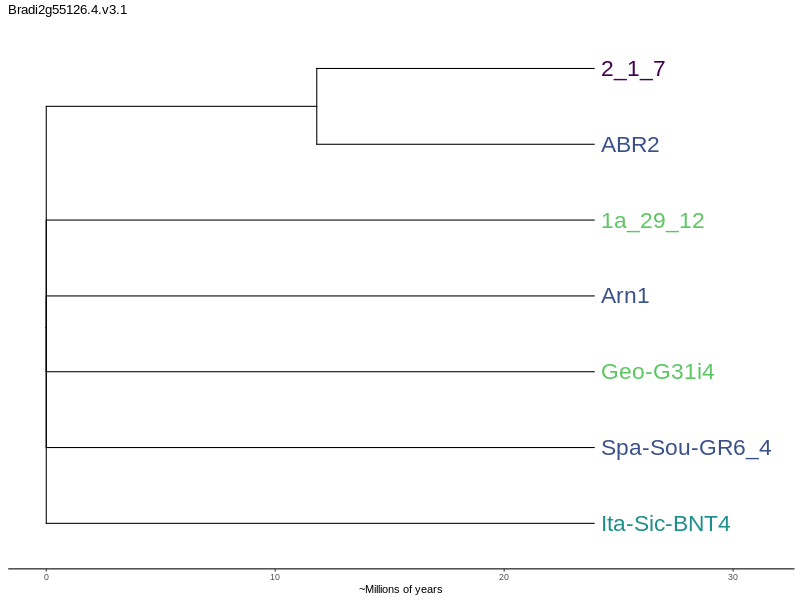 Bradi2g55126.4.v3.1
2_1_7
ABR2
1a_29_12
Arn1
Geo-G31i4
Spa-Sou-GR6_4
Ita-Sic-BNT4
0 10 20 30
~Millions of years